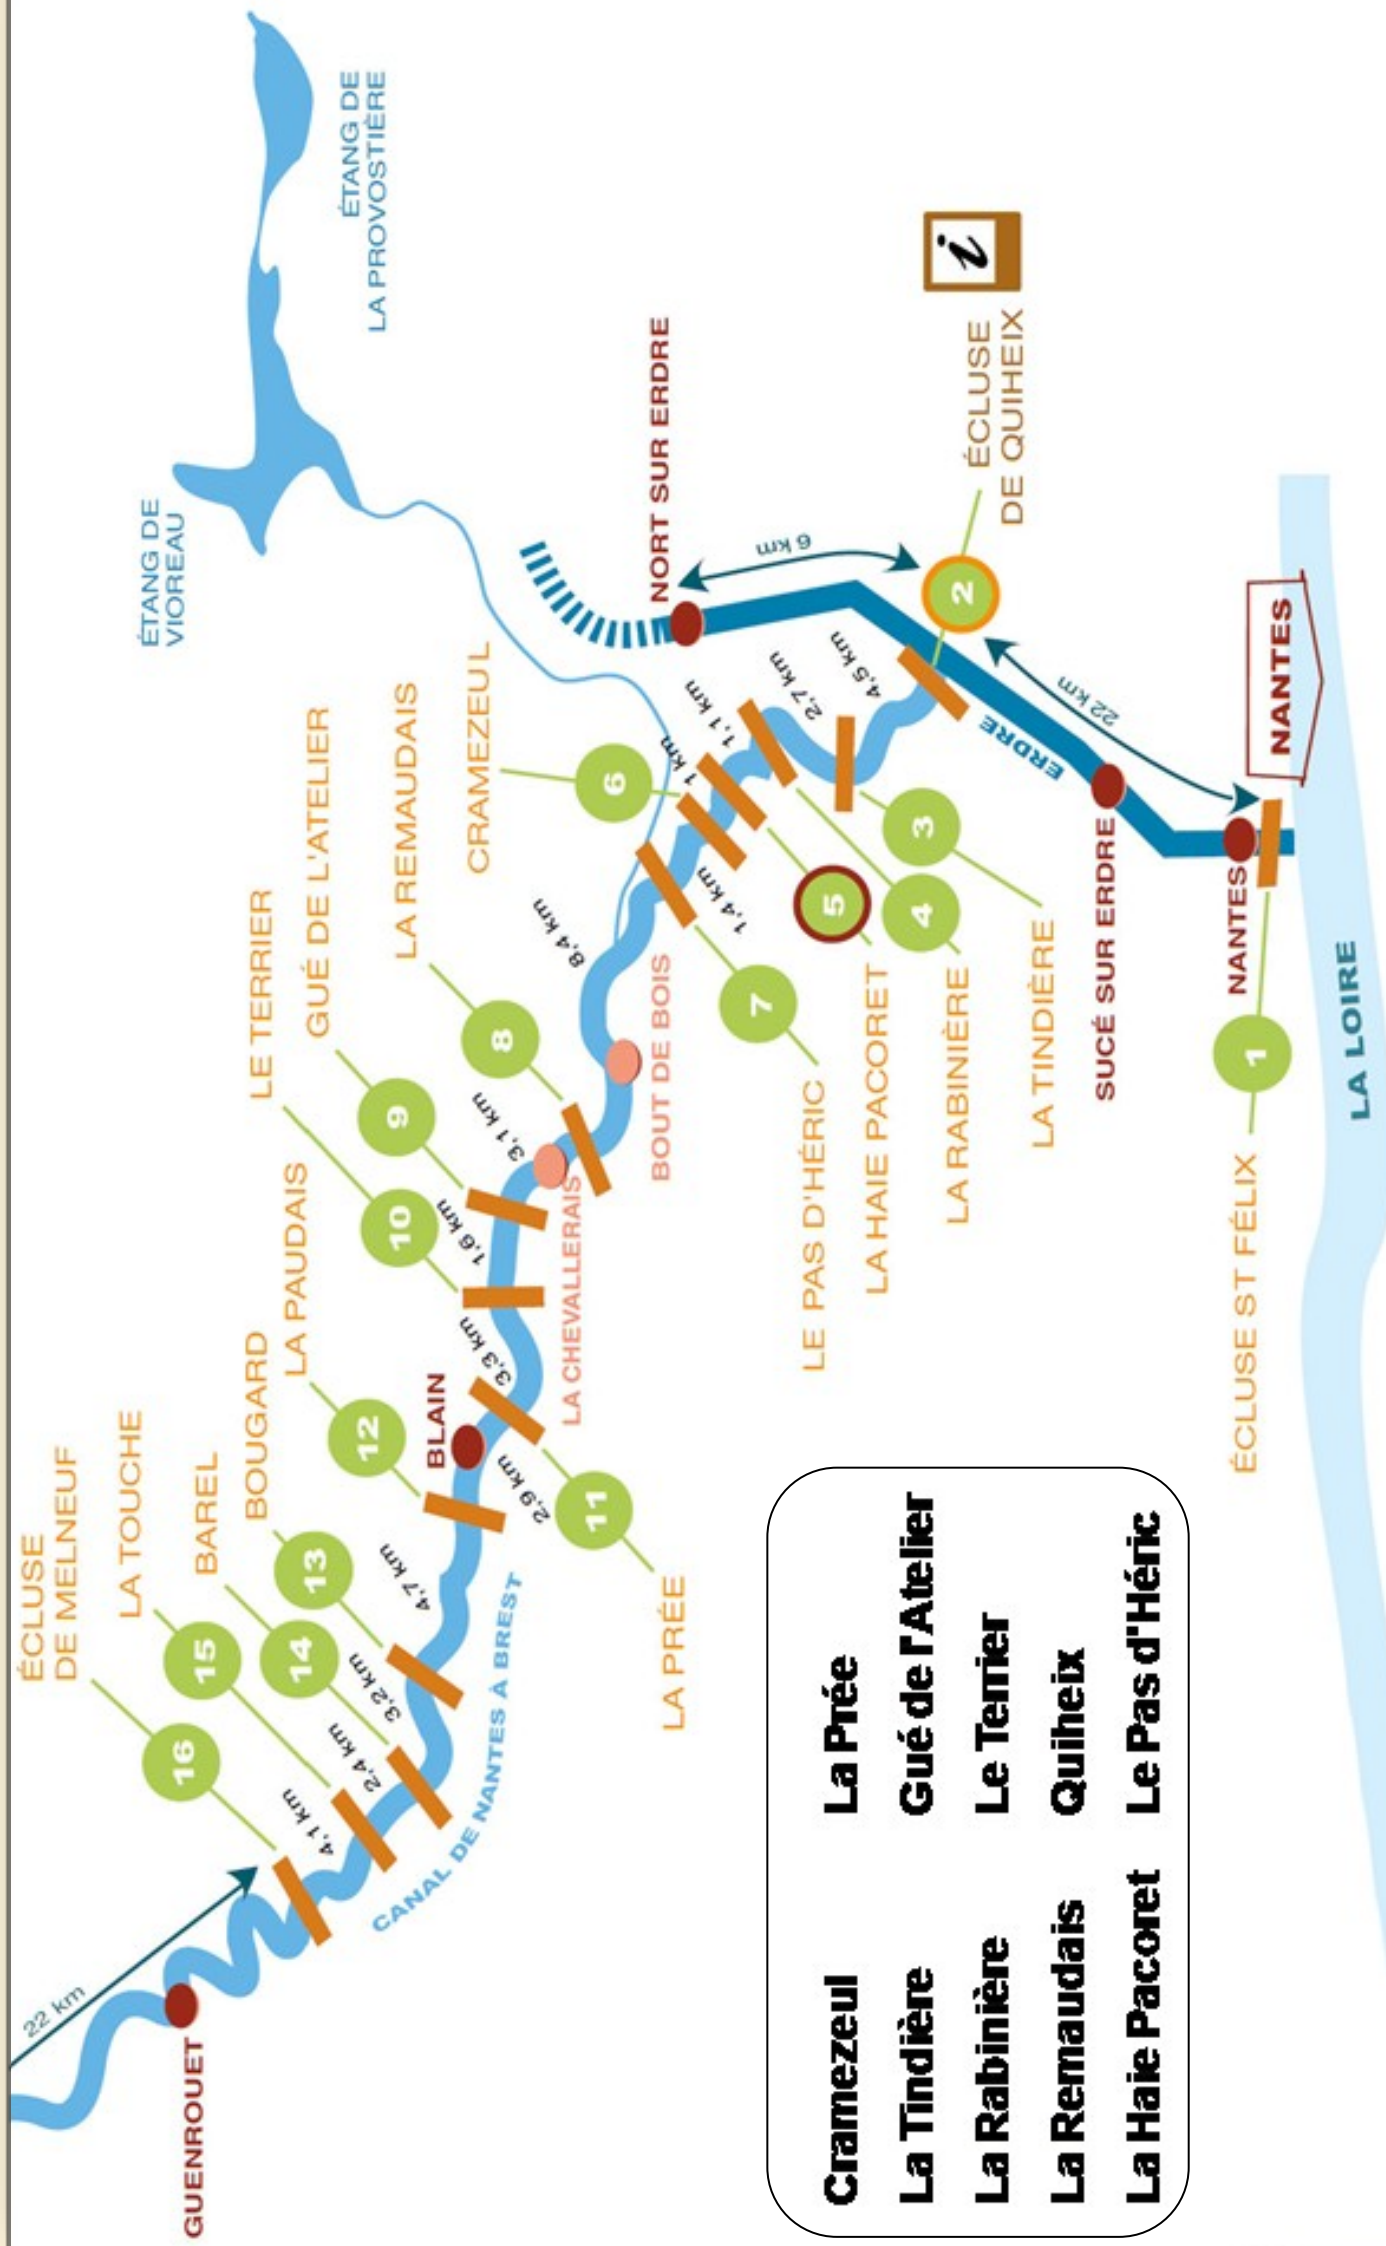 22 km
GUENROUET
ÉCLUSE
DE MELNEUF
16
4,1 km
LA TOUCHE
15
2,4 km
BAREL
14
3,2 km
BOUGARD
13
4,7 km
LA PAUDAIS
12
BLAIN
2,9 km
11
LA PRÉE
CANAL DE NANTES À BREST
3,3 km
LE TERRIER
10
1,6 km
GUÉ DE L'ATELIER
9
3,1 km
LA CHEVALLERAIS
LA REMAUDAIS
8
BOUT DE BOIS
8,4 km
CRAMEZEUL
6
7
LE PAS D'HÉRIC
1,4 km
1 km
5
LA HAIE PACORET
1,1 km
4
LA RABINIÈRE
2,7 km
3
LA TINDIÈRE
4,5 km
ÉTANG DE
VIOREAU
ÉTANG DE
LA PROVOSTIÈRE
NORT SUR ERDRE
6 km
2
ÉCLUSE
DE QUIHEIX
i
ERDRE
22 km
SUCÉ SUR ERDRE
NANTES
NANTES
1
ÉCLUSE ST FÉLIX
LA LOIRE
Cramezeul La Prée
La Tindière Gué de l'Atelier
La Rabinière Le Terrier
La Remaudais Quiheix
La Haie Pacoret Le Pas d'Héric